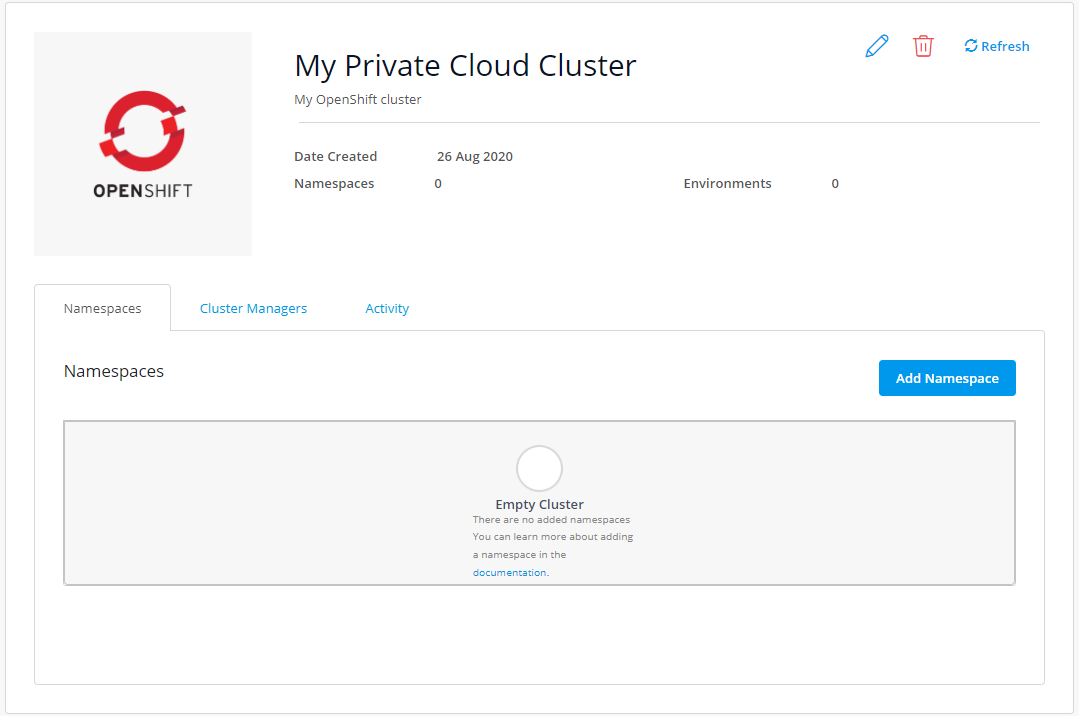 OPENSHIFT
My Private Cloud Cluster
My OpenShift cluster
Refresh
Date Created 26 Aug 2020
Namespaces 0 Environments 0
Namespaces Cluster Managers Activity
Namespaces
Add Namespace
Empty Cluster
There are no added namespaces
You can learn more about adding
a namespace in the
documentation.